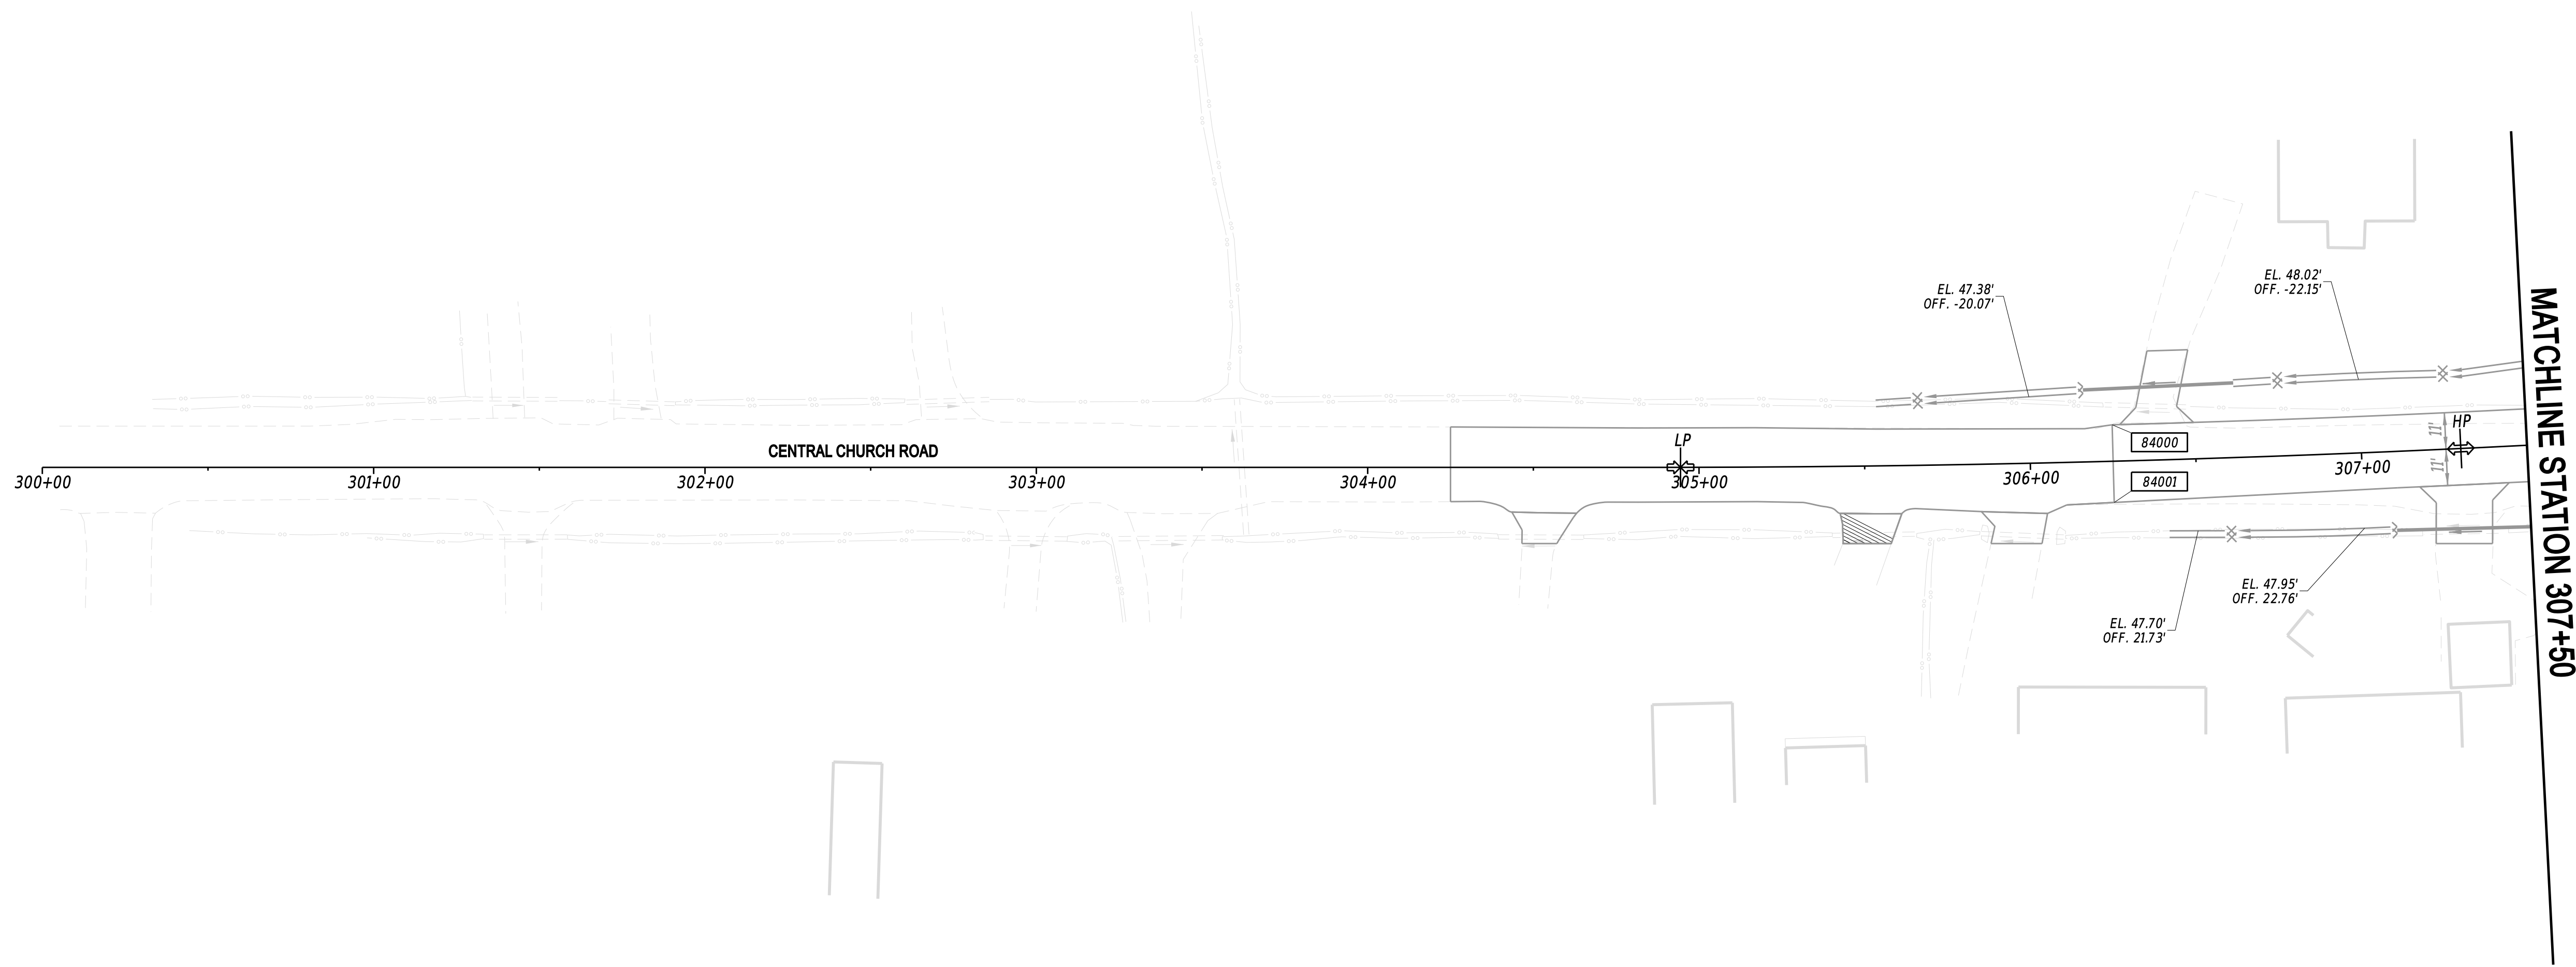 EL. 48.02'
OFF. -22.15'
EL. 47.38'
OFF. -20.07'
MATCHLINE STATION 307+50
HP
11'
11'
LP
84000
84001
CENTRAL CHURCH ROAD
300+00
301+00
302+00
303+00
304+00
305+00
306+00
307+00
EL. 47.95'
OFF. 22.76'
EL. 47.70'
OFF. 21.73'